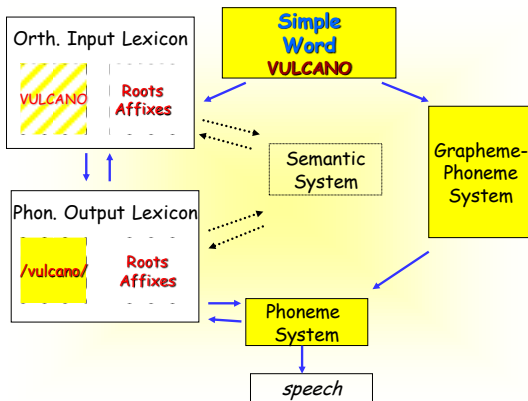 Simple
Word
VULCANO
Orth. Input Lexicon
VULCANO
Roots
Affixes
Semantic
System
Grapheme-
Phoneme
System
Phon. Output Lexicon
/vulcano/
Roots
Affixes
Phoneme
System
speech